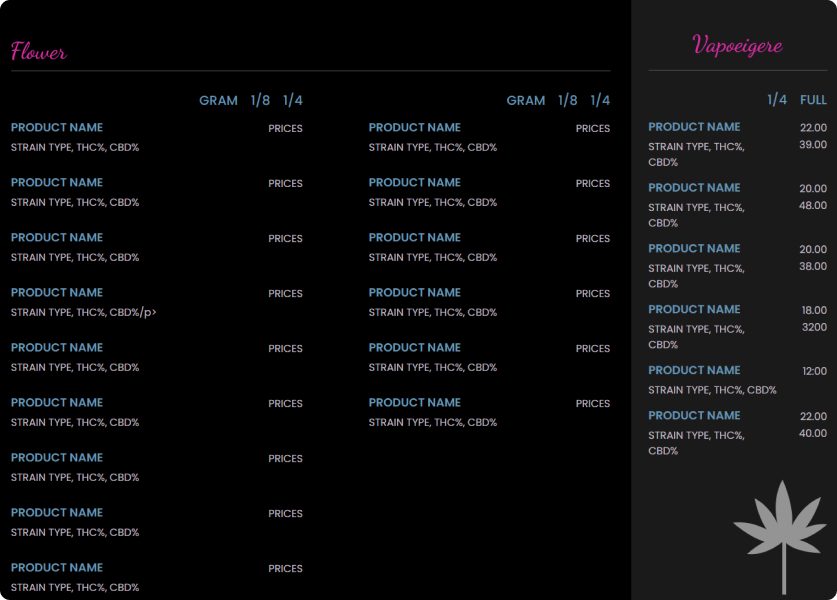 Flower
GRAM 1/8 1/4
PRODUCT NAME PRICES
STRAIN TYPE, THC%, CBD%
PRODUCT NAME PRICES
STRAIN TYPE, THC%, CBD%
PRODUCT NAME PRICES
STRAIN TYPE, THC%, CBD%
PRODUCT NAME PRICES
STRAIN TYPE, THC%, CBD%/p>
PRODUCT NAME PRICES
STRAIN TYPE, THC%, CBD%
PRODUCT NAME PRICES
STRAIN TYPE, THC%, CBD%
PRODUCT NAME PRICES
STRAIN TYPE, THC%, CBD%
PRODUCT NAME PRICES
STRAIN TYPE, THC%, CBD%
PRODUCT NAME PRICES
STRAIN TYPE, THC%, CBD%
GRAM 1/8 1/4
PRODUCT NAME PRICES
STRAIN TYPE, THC%, CBD%
PRODUCT NAME PRICES
STRAIN TYPE, THC%, CBD%
PRODUCT NAME PRICES
STRAIN TYPE, THC%, CBD%
PRODUCT NAME PRICES
STRAIN TYPE, THC%, CBD%
PRODUCT NAME PRICES
STRAIN TYPE, THC%, CBD%
PRODUCT NAME PRICES
STRAIN TYPE, THC%, CBD%
Vapoeigere
1/4 FULL
PRODUCT NAME 22.00
STRAIN TYPE, THC%, 39.00
CBD%
PRODUCT NAME 20.00
STRAIN TYPE, THC%, 48.00
CBD%
PRODUCT NAME 20.00
STRAIN TYPE, THC%, 38.00
CBD%
PRODUCT NAME 18.00
STRAIN TYPE, THC%, 3200
CBD%
PRODUCT NAME 12:00
STRAIN TYPE, THC%, CBD%
PRODUCT NAME 22.00
STRAIN TYPE, THC%, 40.00
CBD%